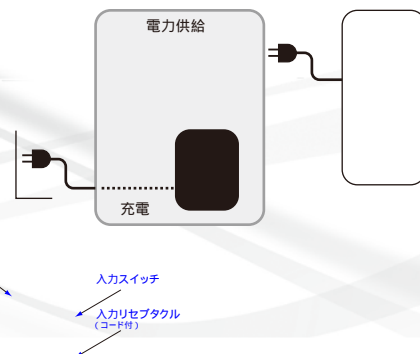 電力供給
充電
入力スイッチ
入力リセプタクル
(コード付)